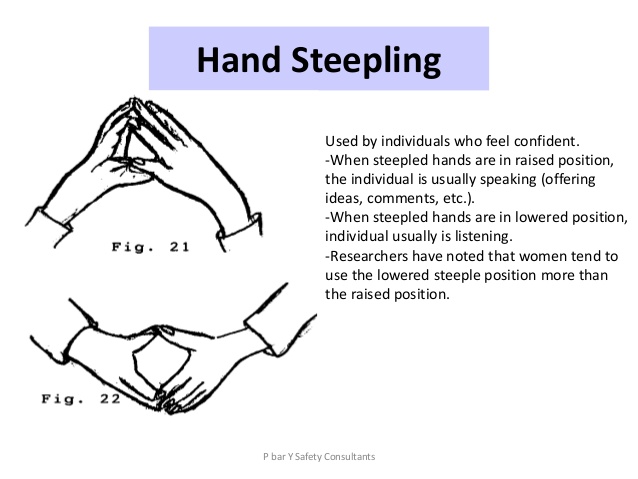 Hand Steepling
Used by individuals who feel confident.
-When steepled hands are in raised position,
the individual is usually speaking (offering
ideas, comments, etc.).
-When steepled hands are in lowered position,
individual usually is listening.
-Researchers have noted that women tend to
use the lowered steeple position more than
the raised position.
Fig. 21
Fig. 22
P bar Y Safety Consultants